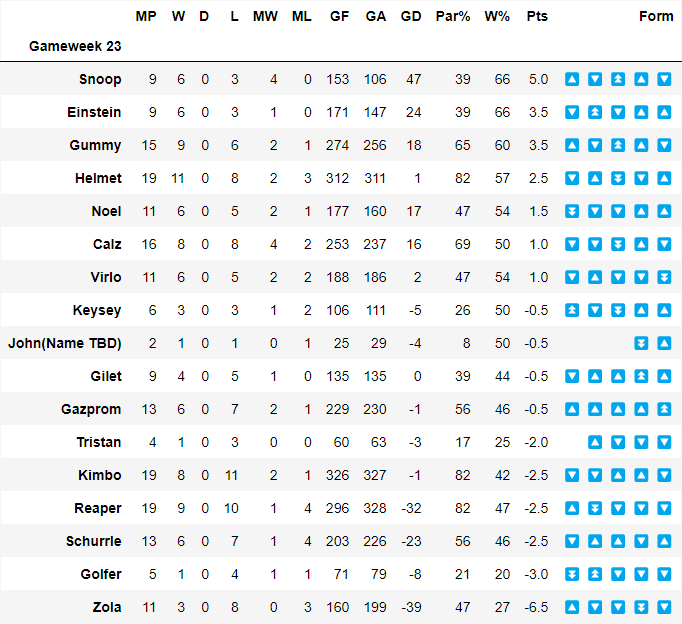 MP W D L MW ML GF GA GD Par% W% Pts Form
Gameweek 23
Snoop 9 6 0 3 4 0 153 106 47 39 66 5.0
Einstein 9 6 0 3 1 0 171 147 24 39 66 3.5
Gummy 15 9 0 6 2 1 274 256 18 65 60 3.5
Helmet 19 11 0 8 2 3 312 311 1 82 57 2.5
Noel 11 6 0 5 2 1 177 160 17 47 54 1.5
Calz 16 8 0 8 4 2 253 237 16 69 50 1.0
Virlo 11 6 0 5 2 2 188 186 2 47 54 1.0
Keysey 6 3 0 3 1 2 106 111 -5 26 50 -0.5
John(Name TBD) 2 1 0 1 0 1 25 29 -4 8 50 -0.5
Gilet 9 4 0 5 1 0 135 135 0 39 44 -0.5
Gazprom 13 6 0 7 2 1 229 230 -1 56 46 -0.5
Tristan 4 1 0 3 0 0 60 63 -3 17 25 -2.0
Kimbo 19 8 0 11 2 1 326 327 -1 82 42 -2.5
Reaper 19 9 0 10 1 4 296 328 -32 82 47 -2.5
Schurrle 13 6 0 7 1 4 203 226 -23 56 46 -2.5
Golfer 5 1 0 4 1 1 71 79 -8 21 20 -3.0
Zola 11 3 0 8 0 3 160 199 -39 47 27 -6.5